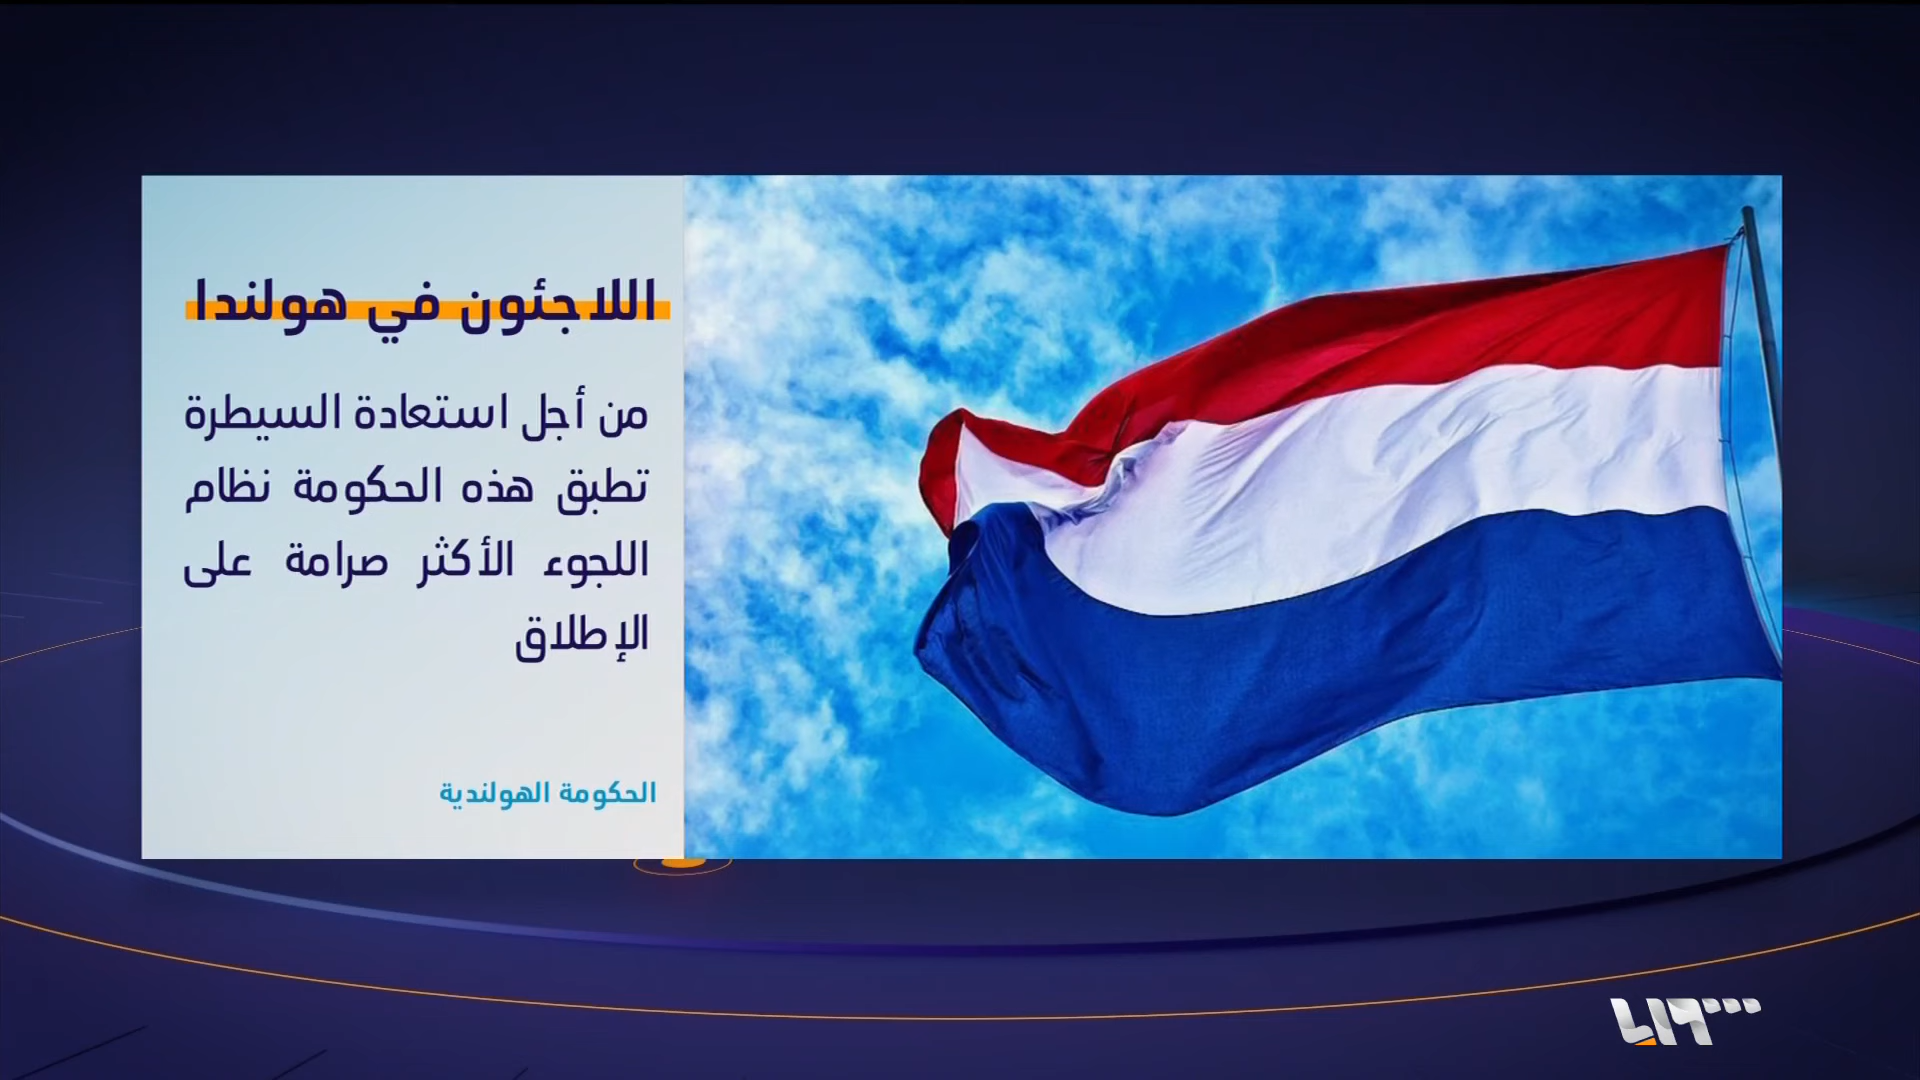 اللاجئون في هولندا
من أجل استعادة السيطرة
تطبق هذه الحكومة نظام
اللجوء الأكثر صرامة على
الإطلاق
الحكومة الهولندية